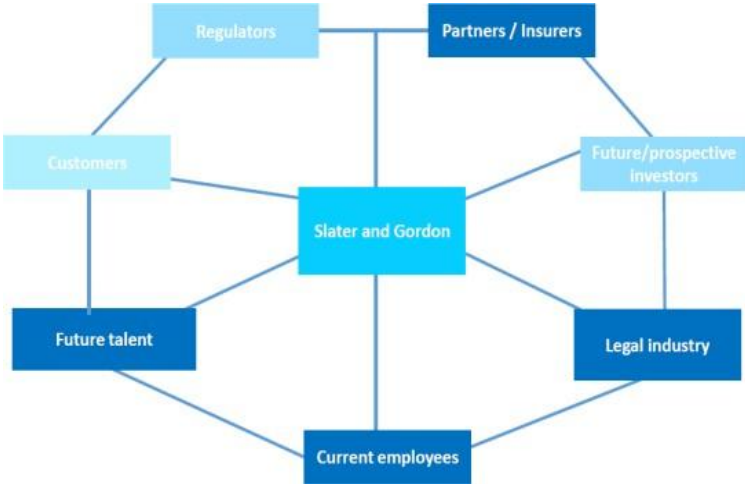 Regulators
Partners / Insurers
Customers
Future/prospective
investors
Slater and Gordon
Future talent
Legal industry
Current employees